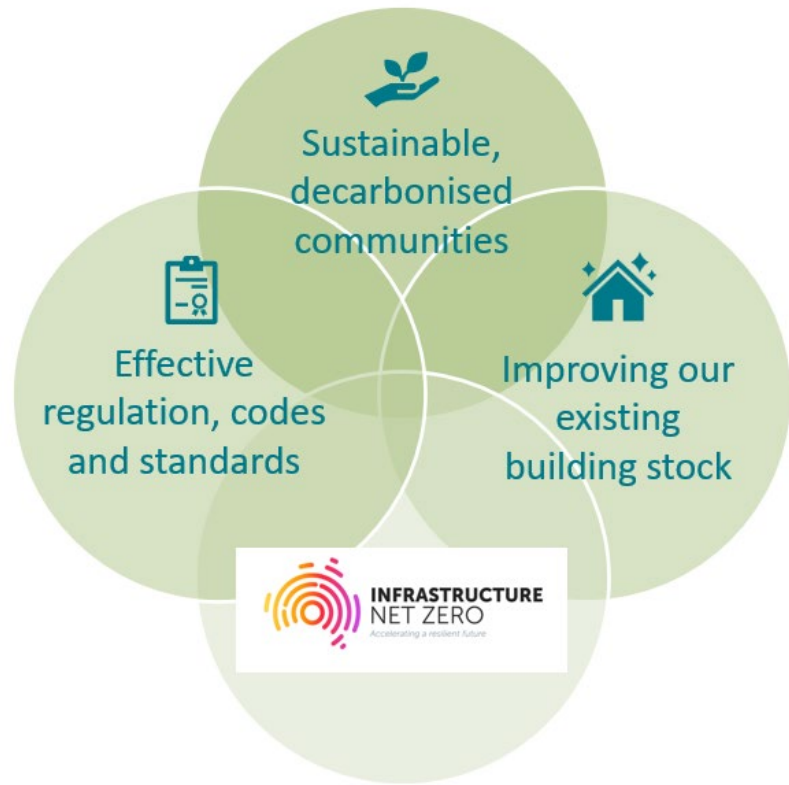 Sustainable,
decarbonised
communities
Effective
regulation, codes
and standards
Improving our
existing
building stock
INFRASTRUCTURE
NET ZERO
Accelerating a resilient future